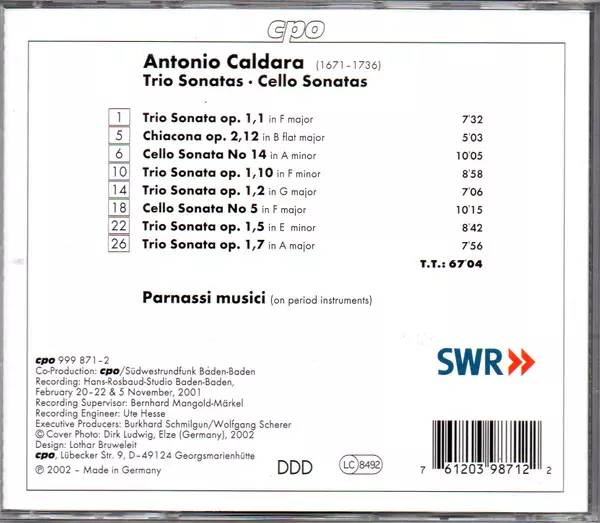 cpo
Antonio Caldara (1671–1736)
Trio Sonatas · Cello Sonatas
1 Trio Sonata op. 1,1 in F major 7'32
5 Chiacona op. 2,12 in B flat major 5'03
6 Cello Sonata No 14 in A minor 10'05
10 Trio Sonata op. 1,10 in F minor 8'58
14 Trio Sonata op. 1,2 in G major 7'06
18 Cello Sonata No 5 in F major 10'15
22 Trio Sonata op. 1,5 in E minor 8'42
26 Trio Sonata op. 1,7 in A major 7'56
T.T.: 67'04
Parnassi musici (on period instruments)
cpo 999 871–2
Co-Production: cpo/Südwestrundfunk Baden-Baden
Recording: Hans-Rosbaud-Studio Baden-Baden,
February 20–22 & 5 November, 2001
Recording Supervisor: Bernhard Mangold-Märkel
Recording Engineer: Ute Hesse
Executive Producers: Burkhard Schmilgun/Wolfgang Scherer
© Cover Photo: Dirk Ludwig, Elze (Germany), 2002
Design: Lothar Bruweleit
cpo, Lübecker Str. 9, D–49124 Georgsmarienhütte
℗ 2002 – Made in Germany
SWR
DDD
LC 8492
7 61203 98712 2